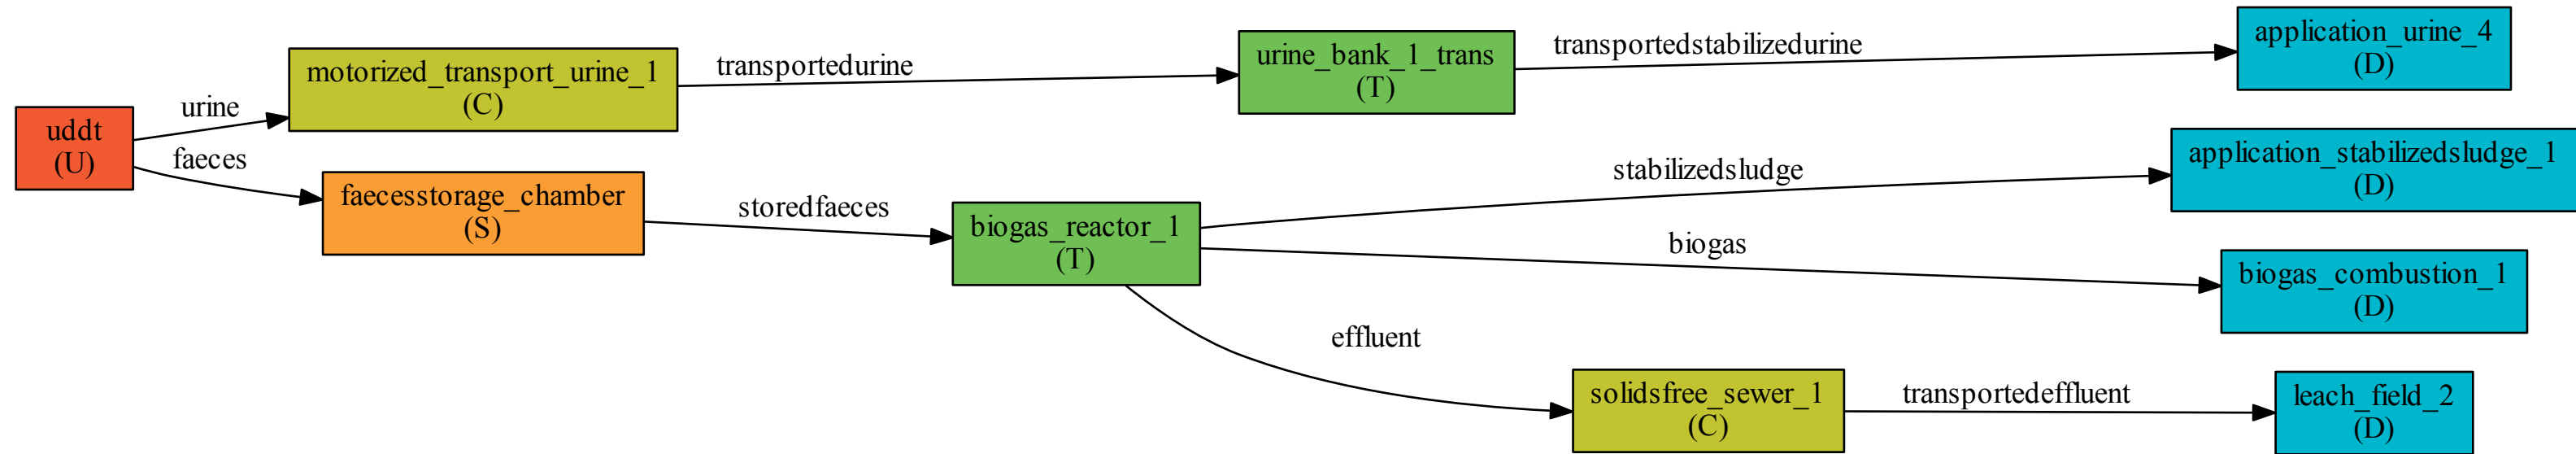 uddt
(U)
urine
faeces
motorized_transport_urine_1
(C)
faecesstorage_chamber
(S)
transportedurine
storedfaeces
urine_bank_1_trans
(T)
biogas_reactor_1
(T)
transportedstabilizedurine
stabilizedsludge
biogas
effluent
solidsfree_sewer_1
(C)
transportedeffluent
application_urine_4
(D)
application_stabilizedsludge_1
(D)
biogas_combustion_1
(D)
leach_field_2
(D)